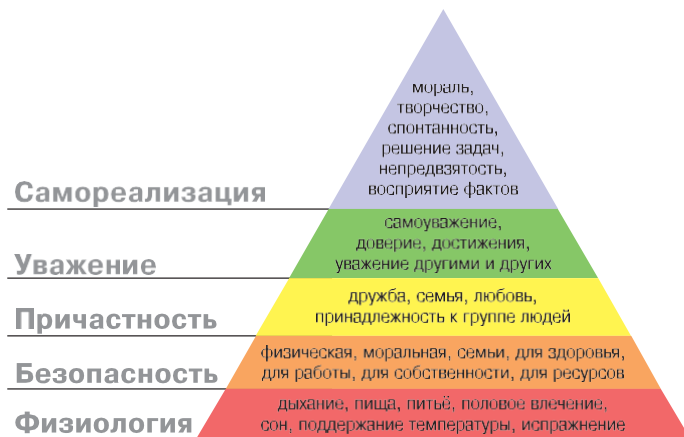 мораль,
творчество,
спонтанность,
решение задач,
непредвзятость,
восприятие фактов
Самореализация
самоуважение,
доверие, достижения,
уважение другими и других
Уважение
дружба, семья, любовь,
принадлежность к группе людей
Причастность
физическая, моральная, семьи, для здоровья,
для работы, для собственности, для ресурсов
Безопасность
дыхание, пища, питьё, половое влечение,
сон, поддержание температуры, испражнение
Физиология